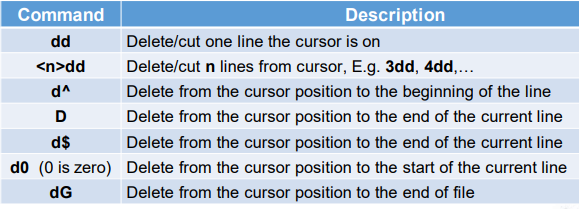 Command Description
dd Delete/cut one line the cursor is on
<n>dd Delete/cut n lines from cursor, E.g. 3dd, 4dd,…
d^ Delete from the cursor position to the beginning of the line
D Delete from the cursor position to the end of the current line
d$ Delete from the cursor position to the end of the current line
d0 (0 is zero) Delete from the cursor position to the start of the current line
dG Delete from the cursor position to the end of file